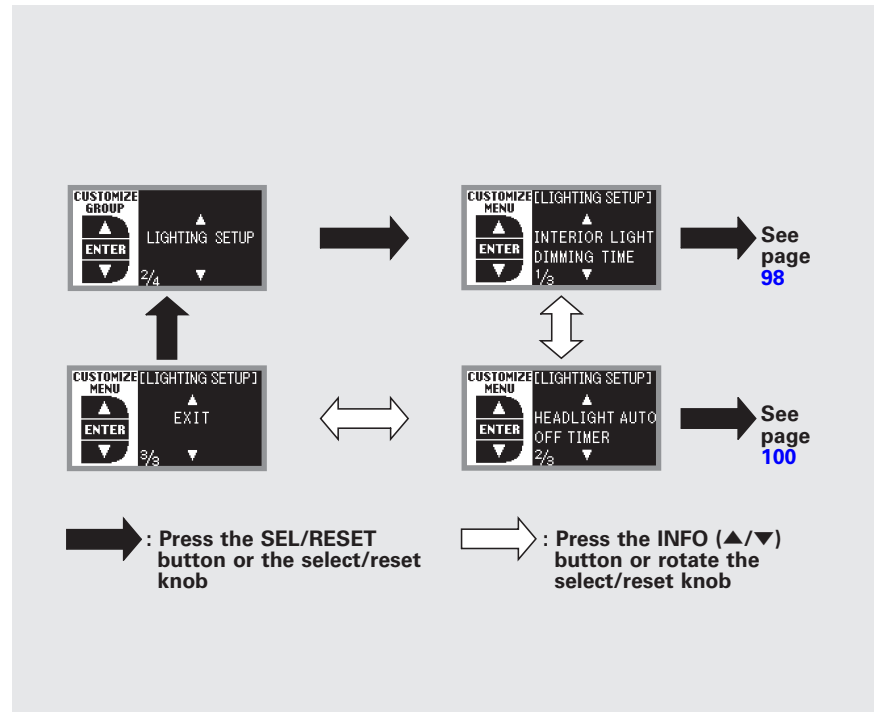 CUSTOMIZE
GROUP
▲
ENTER
▼
▲
LIGHTING SETUP
2/4 ▼
CUSTOMIZE
MENU
▲
ENTER
▼
[LIGHTING SETUP]
▲
INTERIOR LIGHT
DIMMING TIME
1/3 ▼
See
page
98
CUSTOMIZE
MENU
▲
ENTER
▼
[LIGHTING SETUP]
▲
EXIT
3/3 ▼
CUSTOMIZE
MENU
▲
ENTER
▼
[LIGHTING SETUP]
▲
HEADLIGHT AUTO
OFF TIMER
2/3 ▼
See
page
100
: Press the SEL/RESET
button or the select/reset
knob
: Press the INFO (▲/▼)
button or rotate the
select/reset knob